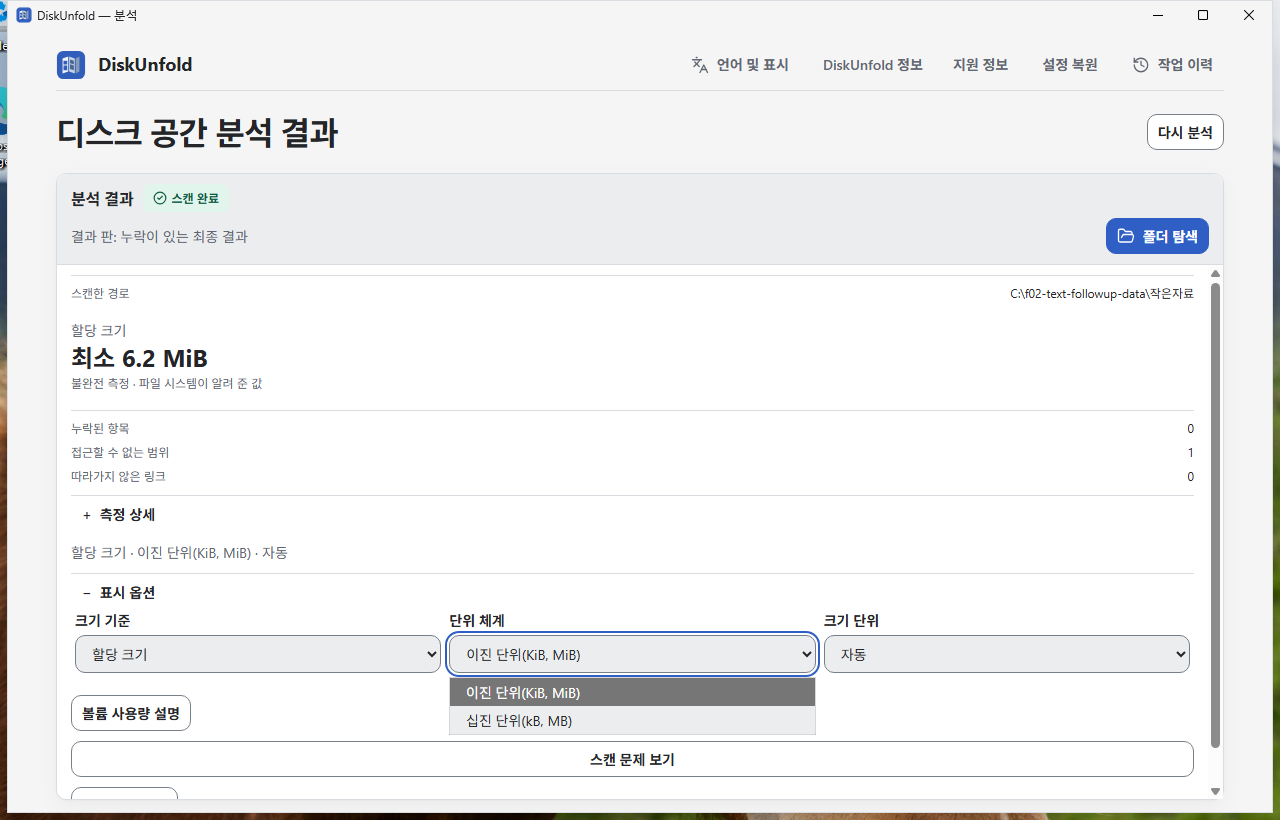 DiskUnfold — 분석
DiskUnfold
언어 및 표시
DiskUnfold 정보
지원 정보
설정 복원
작업 이력
디스크 공간 분석 결과
다시 분석
분석 결과
스캔 완료
결과 판: 누락이 있는 최종 결과
폴더 탐색
스캔한 경로
C:\f02-text-followup-data\작은자료
할당 크기
최소 6.2 MiB
불완전 측정 · 파일 시스템이 알려 준 값
누락된 항목 0
접근할 수 없는 범위 1
따라가지 않은 링크 0
+ 측정 상세
할당 크기 · 이진 단위(KiB, MiB) · 자동
− 표시 옵션
크기 기준 단위 체계 크기 단위
할당 크기 이진 단위(KiB, MiB) 자동
이진 단위(KiB, MiB)
십진 단위(kB, MB)
볼륨 사용량 설명
스캔 문제 보기